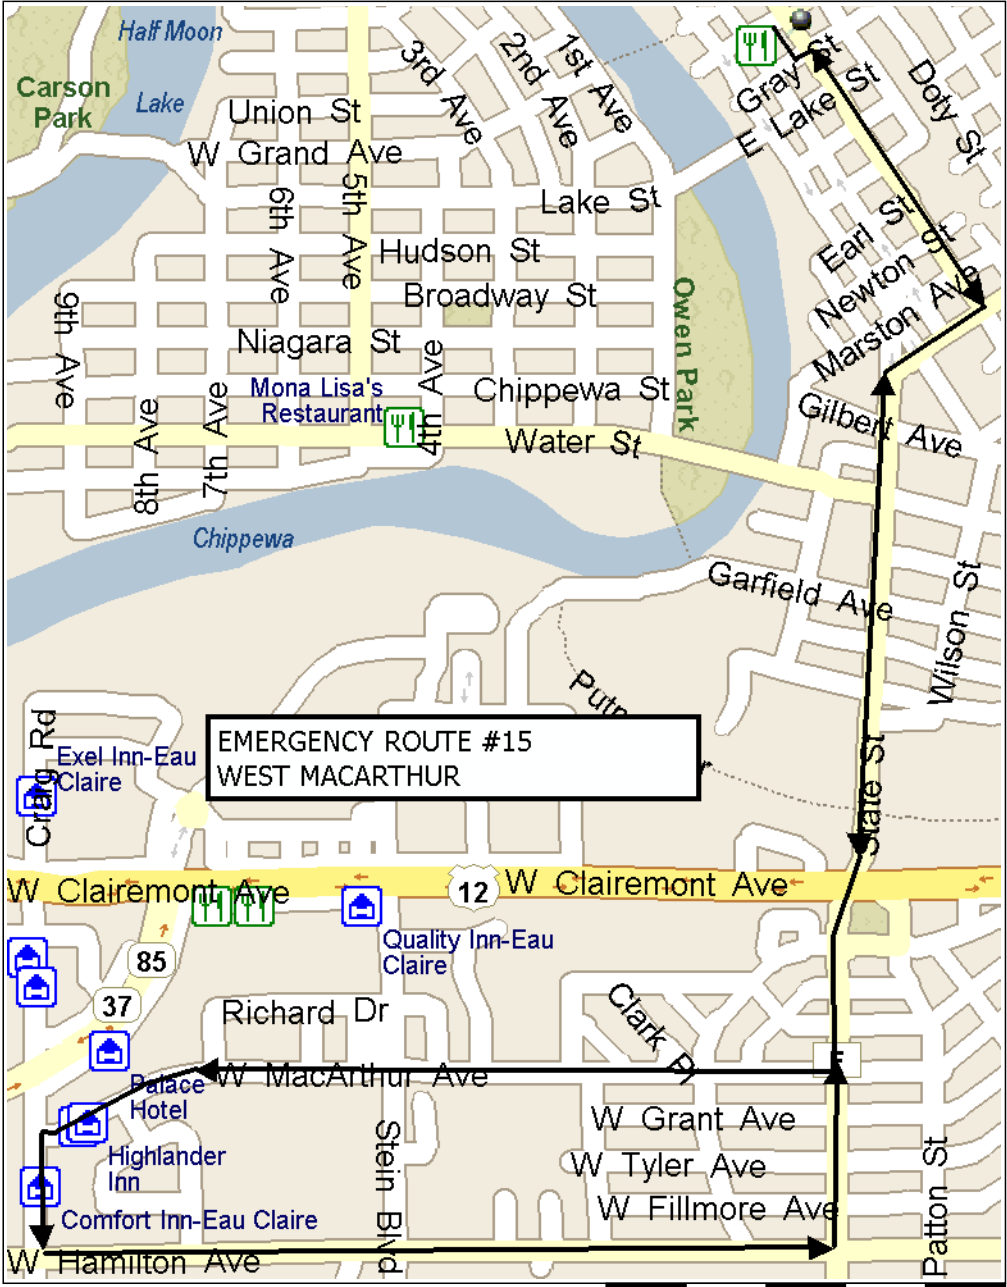 Half Moon
Lake
Carson
Park
Union St
W Grand Ave
3rd Ave
2nd Ave
1st Ave
Gray St
E Lake St
Doty St
Lake St
6th Ave
5th Ave
Hudson St
Broadway St
Niagara St
9th Ave
8th Ave
7th Ave
4th Ave
Mona Lisa's
Restaurant
Chippewa St
Water St
Owen Park
Earl St
Newton St
Marston Ave
Gilbert Ave
Chippewa
Garfield Ave
Wilson St
State St
EMERGENCY ROUTE #15
WEST MACARTHUR
Craig Rd
Exel Inn-Eau
Claire
W Clairemont Ave
12
W Clairemont Ave
Quality Inn-Eau
Claire
85
37
Richard Dr
Clark
W MacArthur Ave
Palace
Hotel
Highlander
Inn
Comfort Inn-Eau Claire
Stein Blvd
W Grant Ave
W Tyler Ave
W Fillmore Ave
Patton St
W Hamilton Ave